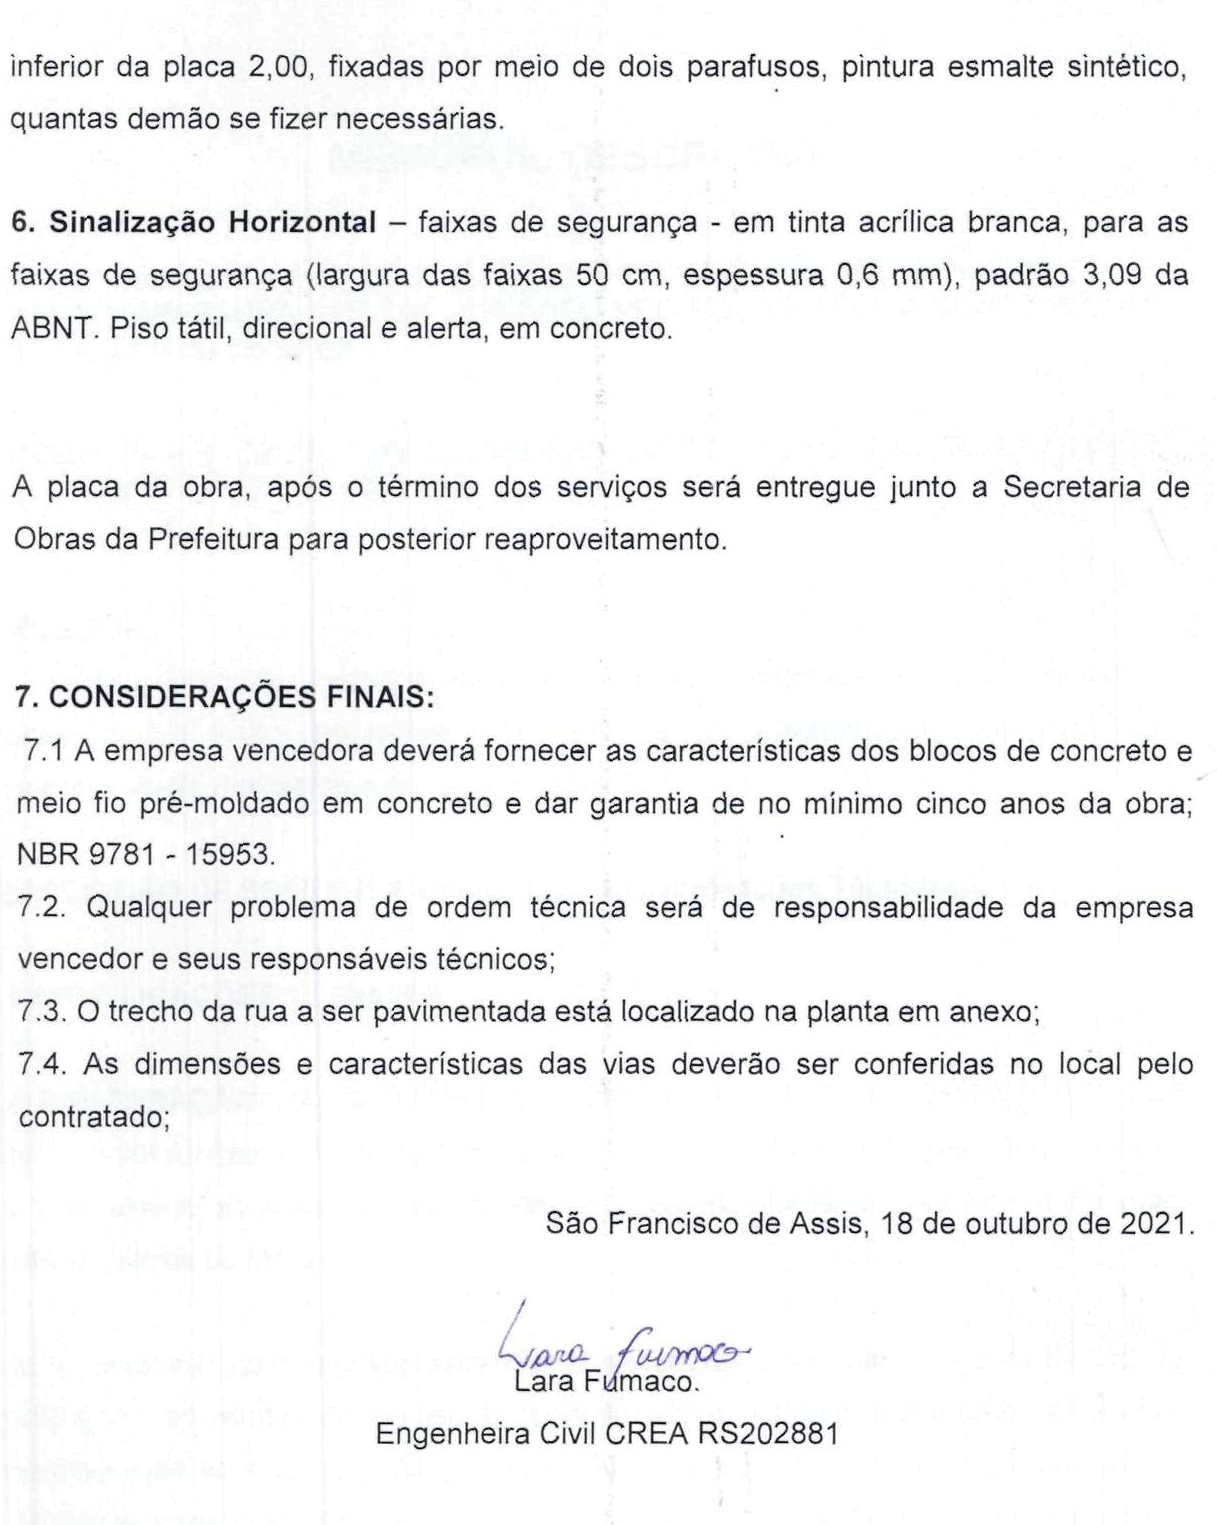 inferior da placa 2,00, fixadas por meio de dois parafusos, pintura esmalte sintético,
quantas demão se fizer necessárias.
6. Sinalização Horizontal – faixas de segurança - em tinta acrílica branca, para as
faixas de segurança (largura das faixas 50 cm, espessura 0,6 mm), padrão 3,09 da
ABNT. Piso tátil, direcional e alerta, em concreto.
A placa da obra, após o término dos serviços será entregue junto a Secretaria de
Obras da Prefeitura para posterior reaproveitamento.
7. CONSIDERAÇÕES FINAIS:
7.1 A empresa vencedora deverá fornecer as características dos blocos de concreto e
meio fio pré-moldado em concreto e dar garantia de no mínimo cinco anos da obra;
NBR 9781 - 15953.
7.2. Qualquer problema de ordem técnica será de responsabilidade da empresa
vencedor e seus responsáveis técnicos;
7.3. O trecho da rua a ser pavimentada está localizado na planta em anexo;
7.4. As dimensões e características das vias deverão ser conferidas no local pelo
contratado;
São Francisco de Assis, 18 de outubro de 2021.
Lara Fumaco
Lara Fumaco.
Engenheira Civil CREA RS202881